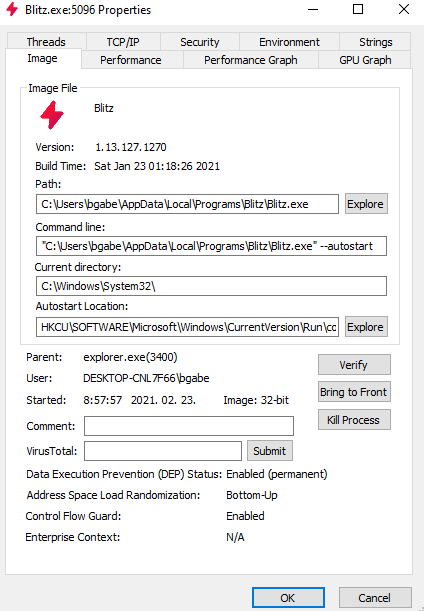 Blitz.exe:5096 Properties
Threads TCP/IP Security Environment Strings
Image Performance Performance Graph GPU Graph
Image File
Blitz
Version: 1.13.127.1270
Build Time: Sat Jan 23 01:18:26 2021
Path:
C:\Users\bgabe\AppData\Local\Programs\Blitz\Blitz.exe Explore
Command line:
"C:\Users\bgabe\AppData\Local\Programs\Blitz\Blitz.exe" --autostart
Current directory:
C:\Windows\System32\
Autostart Location:
HKCU\SOFTWARE\Microsoft\Windows\CurrentVersion\Run\cc Explore
Parent: explorer.exe(3400) Verify
User: DESKTOP-CNL7F66\bgabe Bring to Front
Started: 8:57:57 2021. 02. 23. Image: 32-bit
Kill Process
Comment:
VirusTotal: Submit
Data Execution Prevention (DEP) Status: Enabled (permanent)
Address Space Load Randomization: Bottom-Up
Control Flow Guard: Enabled
Enterprise Context: N/A
OK Cancel